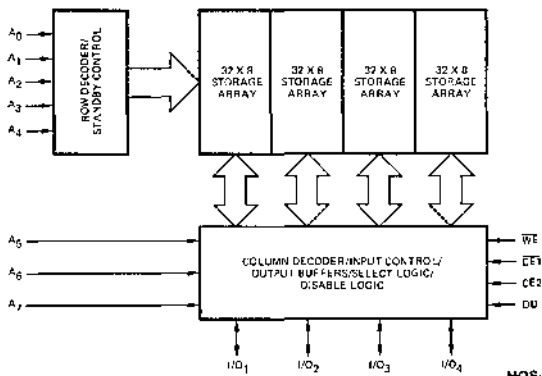 A0
A1
A2
A3
A4
ROW DECODER/
STANDBY CONTROL
32 X 8
STORAGE
ARRAY
32 X 8
STORAGE
ARRAY
32 X 8
STORAGE
ARRAY
32 X 8
STORAGE
ARRAY
A5
A6
A7
COLUMN DECODER/INPUT CONTROL/
OUTPUT BUFFERS/SELECT LOGIC/
DISABLE LOGIC
WE
CE1
CE2
I/O1
I/O2
I/O3
I/O4